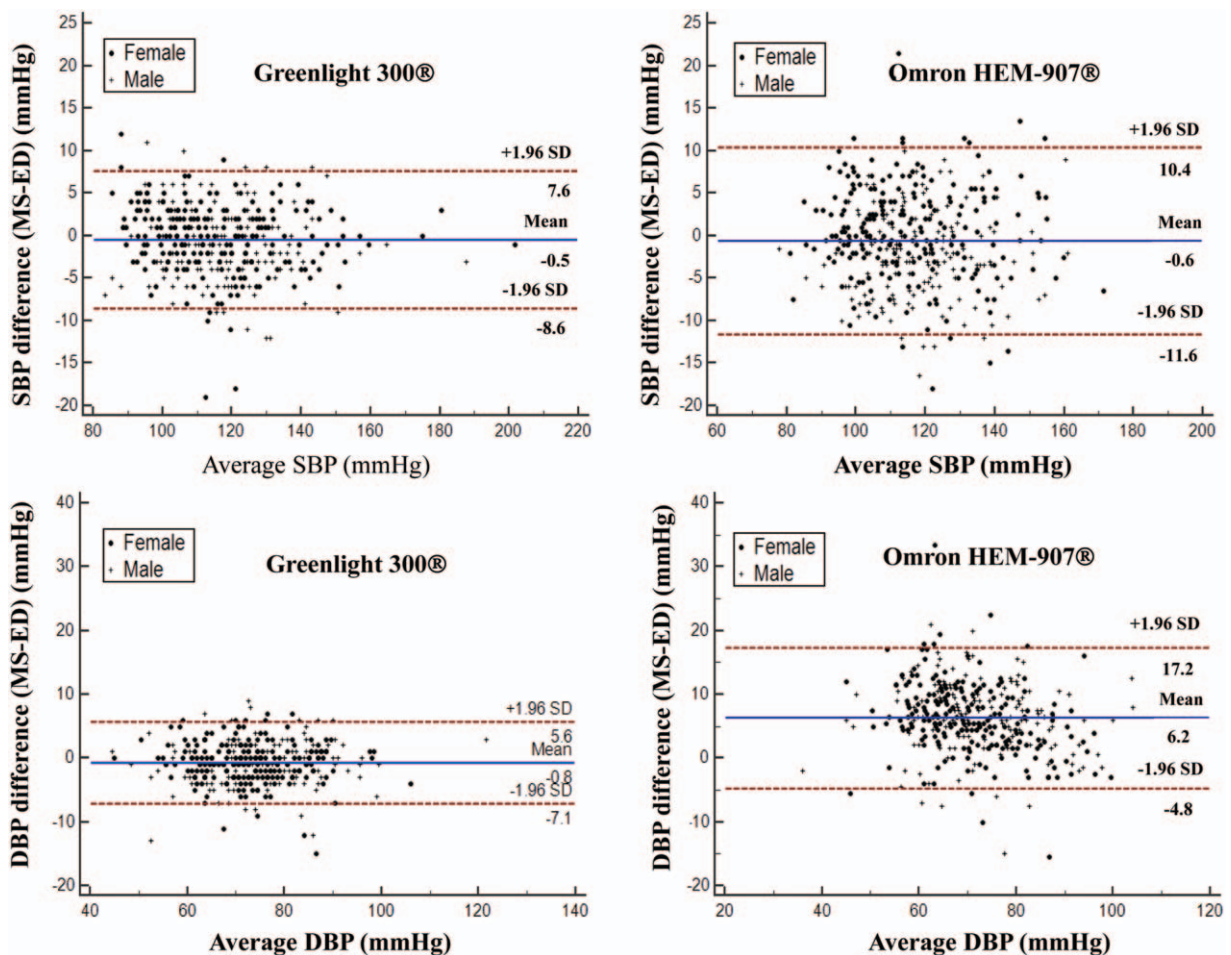 SBP difference (MS-ED) (mmHg)
25
20
15
10
5
0
-5
-10
-15
-20
Female
Male
Greenlight 300®
+1.96 SD
7.6
Mean
-0.5
-1.96 SD
-8.6
80 100 120 140 160 180 200 220
Average SBP (mmHg)
SBP difference (MS-ED) (mmHg)
25
20
15
10
5
0
-5
-10
-15
-20
Female
Male
Omron HEM-907®
+1.96 SD
10.4
Mean
-0.6
-1.96 SD
-11.6
60 80 100 120 140 160 180 200
Average SBP (mmHg)
DBP difference (MS-ED) (mmHg)
40
30
20
10
0
-10
-20
Female
Male
Greenlight 300®
+1.96 SD
5.6
Mean
-0.8
-1.96 SD
-7.1
40 60 80 100 120 140
Average DBP (mmHg)
DBP difference (MS-ED) (mmHg)
40
30
20
10
0
-10
-20
Female
Male
Omron HEM-907®
+1.96 SD
17.2
Mean
6.2
-1.96 SD
-4.8
20 40 60 80 100 120
Average DBP (mmHg)